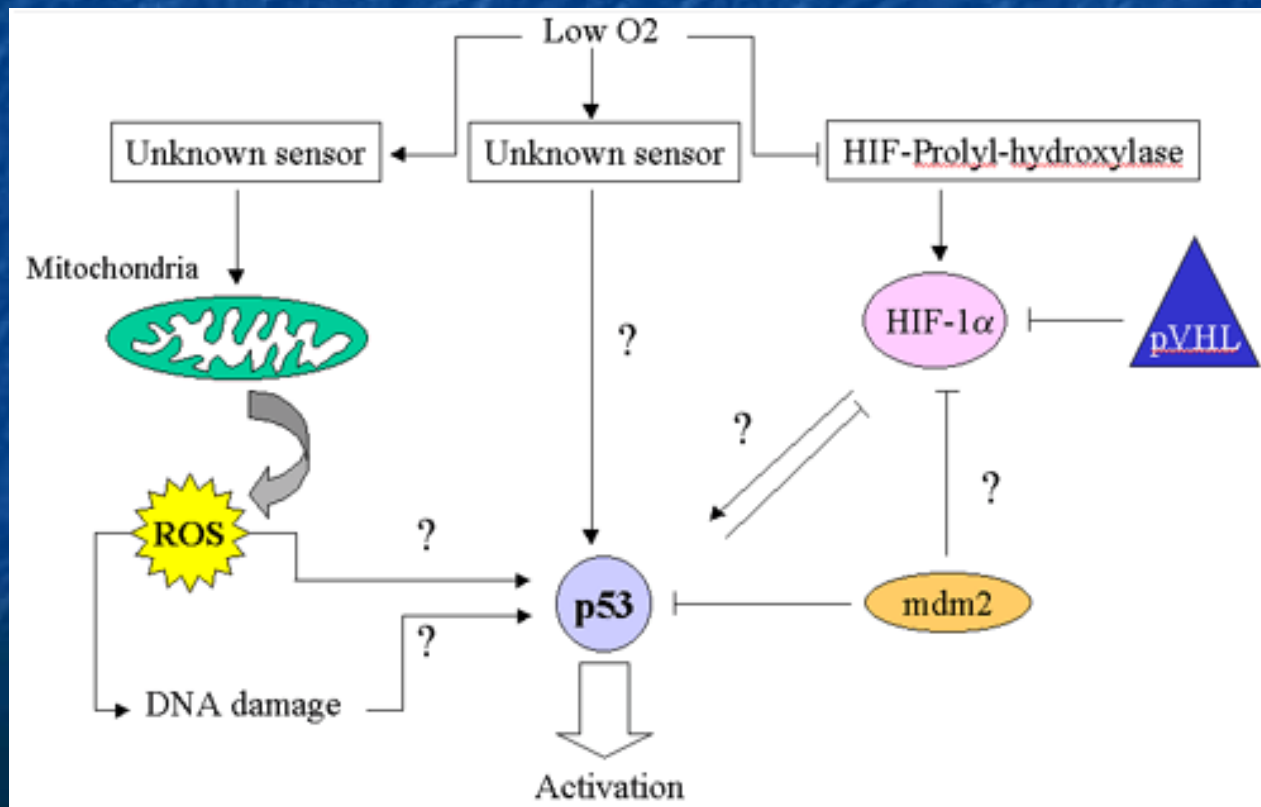 Low O2
Unknown sensor
Unknown sensor
HIF-Prolyl-hydroxylase
Mitochondria
HIF-1α
pVHL
?
?
?
ROS
?
p53
mdm2
?
DNA damage
Activation